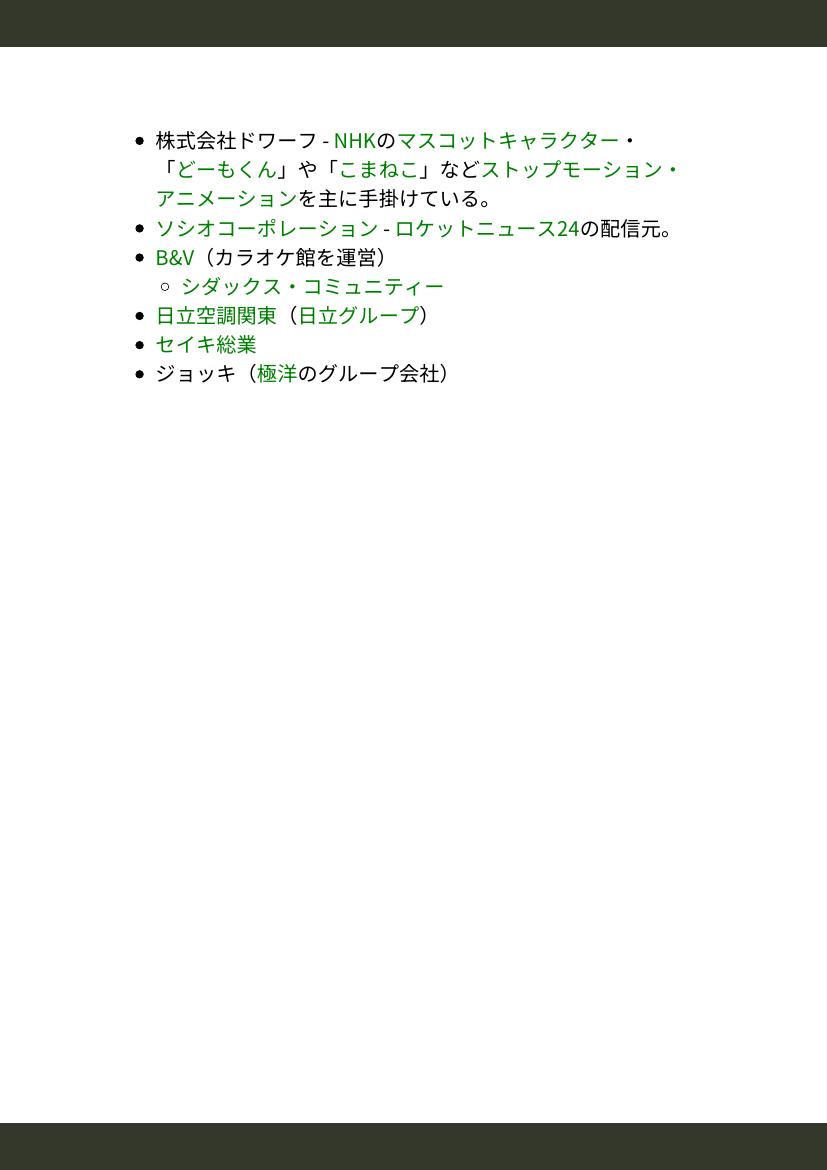 • 株式会社ドワーフ - NHKのマスコットキャラクター・
「どーもくん」や「こまねこ」などストップモーション・
アニメーションを主に手掛けている。
• ソシオコーポレーション - ロケットニュース24の配信元。
• B&V（カラオケ館を運営）
◦ シダックス・コミュニティー
• 日立空調関東（日立グループ）
• セイキ総業
• ジョッキ（極洋のグループ会社）